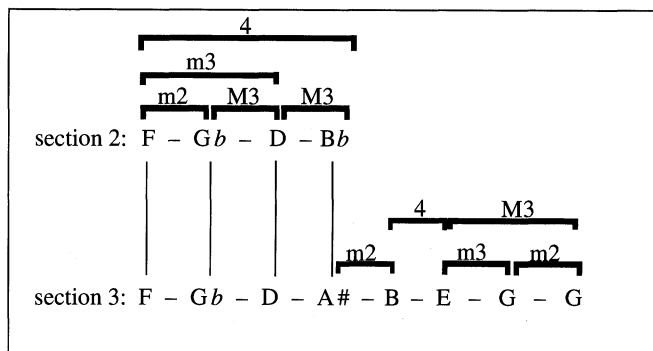 4
m3
m2 M3 M3
section 2: F – Gb – D – Bb
4 M3
m2 m3 m2
section 3: F – Gb – D – A# – B – E – G – G